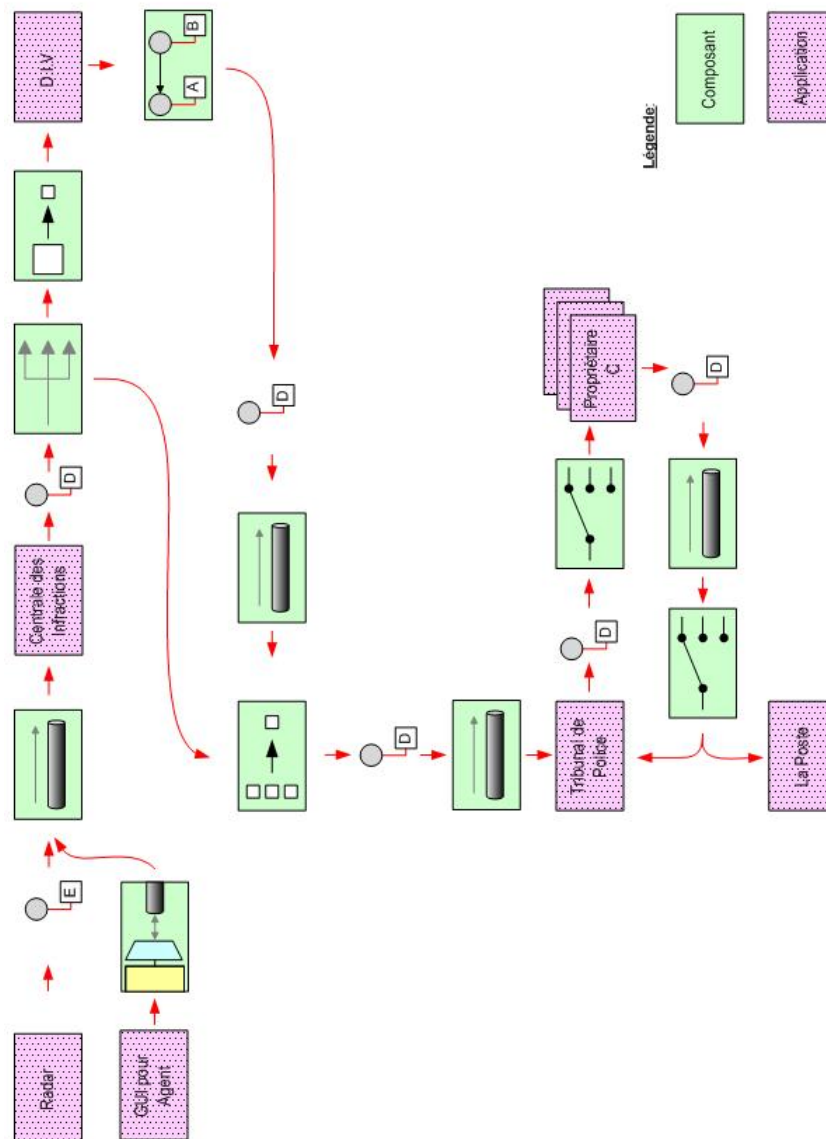 Radar
E
Centrale des
Infractions
D
D.I.V
GUI pour
Agent
A
B
D
D
Tribunal de
Police
D
Propriétaire
C
D
La Poste
Légende:
Composant
Application